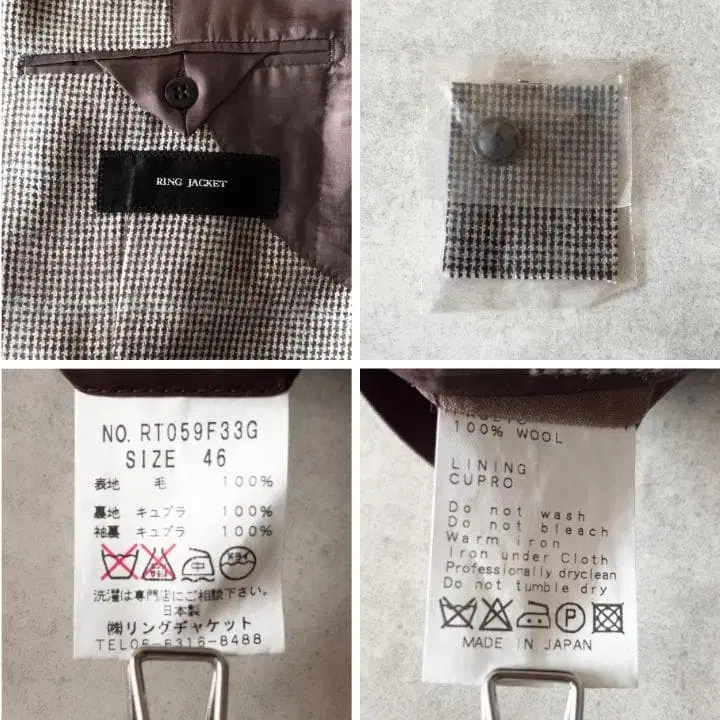 RING JACKET
NO. RT059F33G
SIZE 46
表地 毛 100%
裏地 キュプラ 100%
袖裏 キュプラ 100%
中
ドライ
洗濯は専門店にご相談下さい。
日本製
㈱リングヂャケット
TEL06-6316-8488
100% WOOL
LINING
CUPRO
Do not wash
Do not bleach
Warm iron
Iron under Cloth
Professionally dryclean
Do not tumble dry
P
MADE IN JAPAN